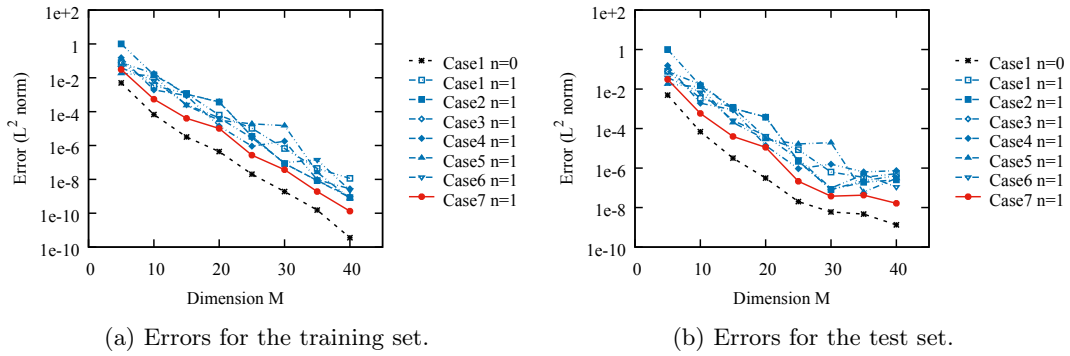 1e+2
1
1e-2
1e-4
1e-6
1e-8
1e-10
1e-10
Error (L² norm)
0 10 20 30 40
Dimension M
Case1 n=0
Case1 n=1
Case2 n=1
Case3 n=1
Case4 n=1
Case5 n=1
Case6 n=1
Case7 n=1
(a) Errors for the training set.
1
1e-2
1e-4
1e-6
1e-8
1e-10
Error (L² norm)
0 10 20 30 40
Dimension M
Case1 n=0
Case1 n=1
Case2 n=1
Case3 n=1
Case4 n=1
Case5 n=1
Case6 n=1
Case7 n=1
(b) Errors for the test set.